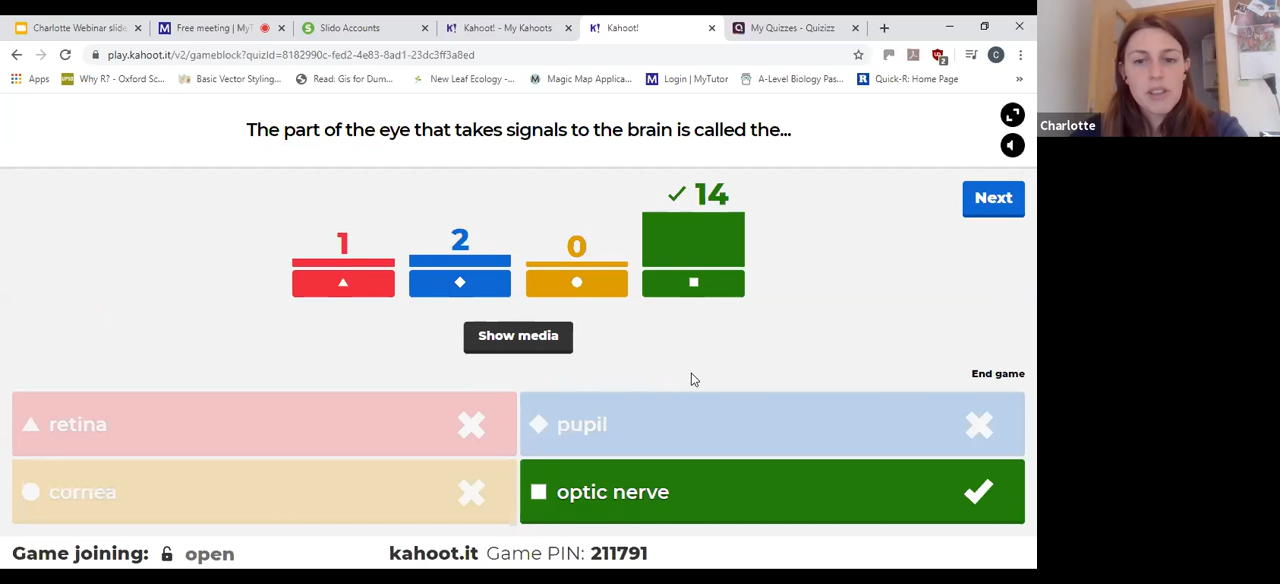 Charlotte Webinar slide
Free meeting | MyT
Slido Accounts
Kahoot! - My Kahoots
Kahoot!
My Quizzes - Quizizz
play.kahoot.it/v2/gameblock?quizId=8182990c-fed2-4e83-8ad1-23dc3ff3a8ed
C
Apps
Why R? - Oxford Sc...
Basic Vector Styling...
Read: Gis for Dum...
New Leaf Ecology -...
Magic Map Applica...
Login | MyTutor
A-Level Biology Pas...
Quick-R: Home Page
»
The part of the eye that takes signals to the brain is called the...
Charlotte
Next
1
2
0
14
Show media
End game
retina
pupil
cornea
optic nerve
Game joining: open
kahoot.it Game PIN: 211791